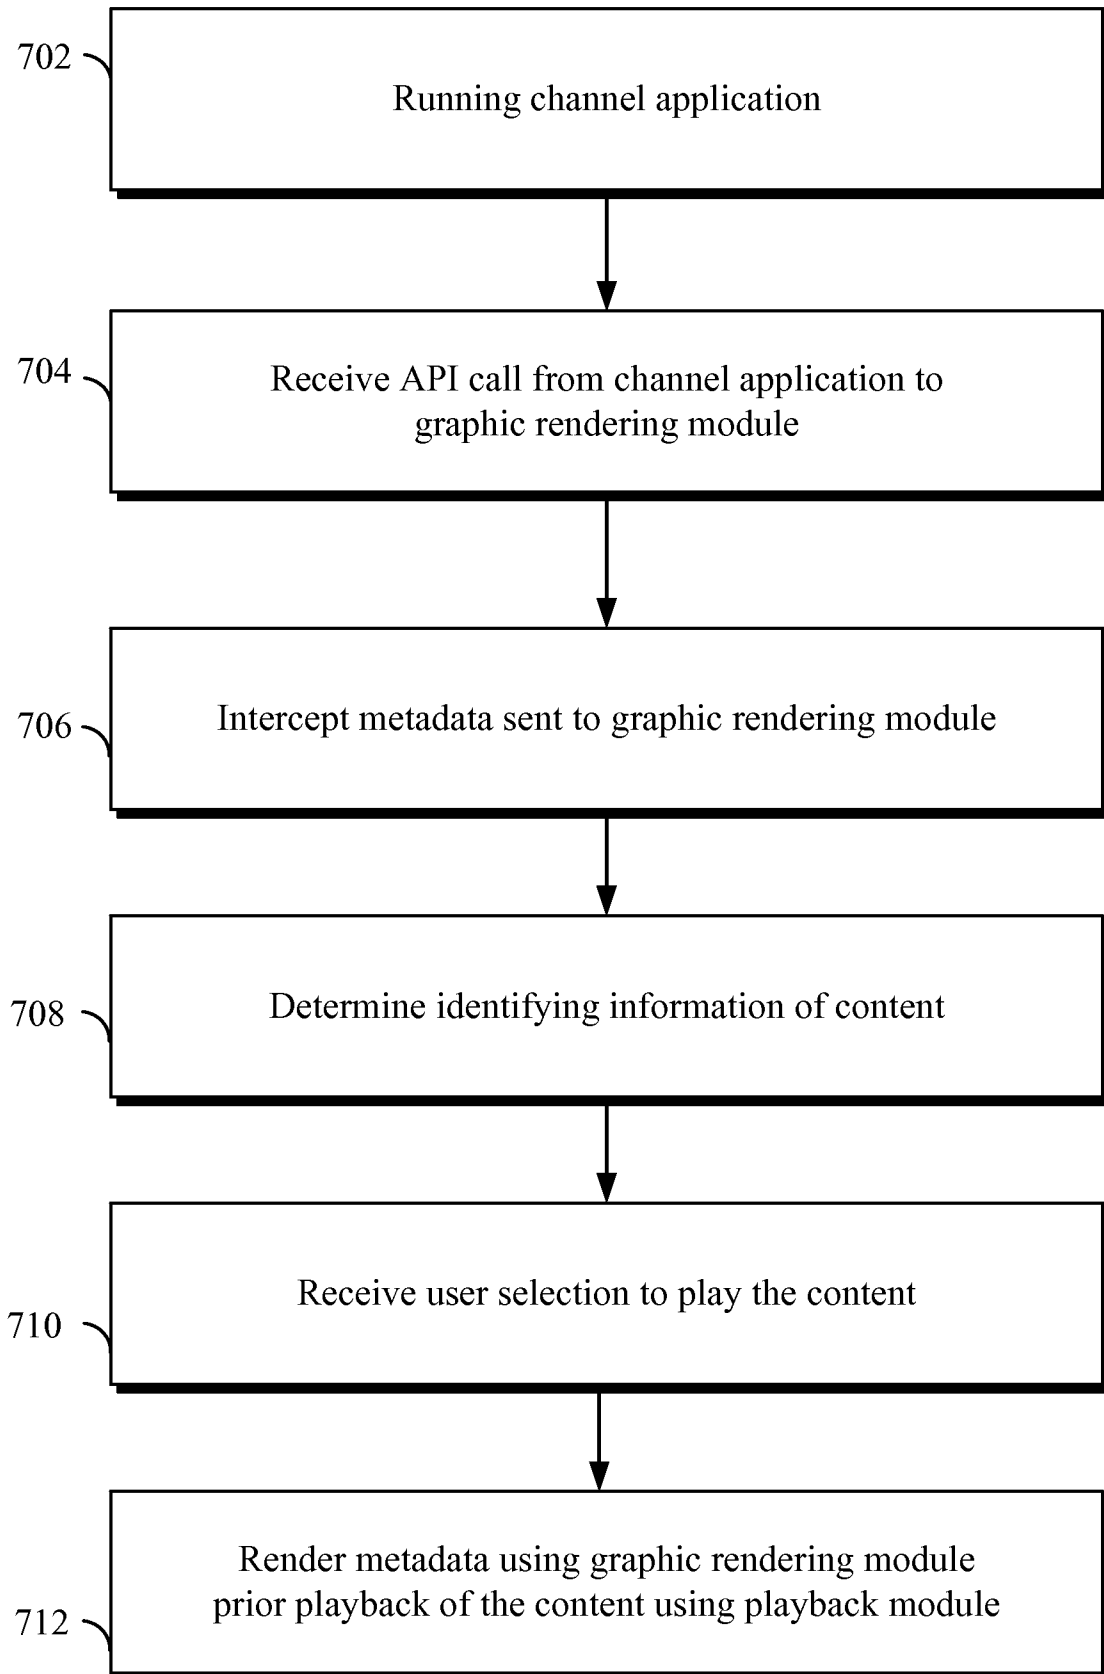 702
Running channel application
704
Receive API call from channel application to
graphic rendering module
706
Intercept metadata sent to graphic rendering module
708
Determine identifying information of content
710
Receive user selection to play the content
712
Render metadata using graphic rendering module
prior playback of the content using playback module